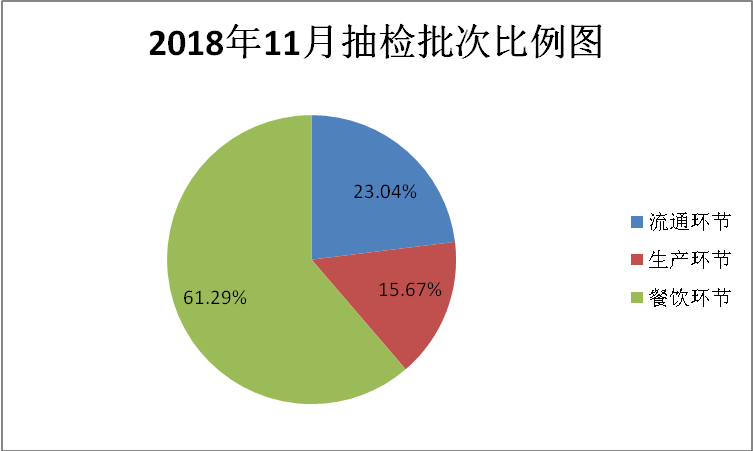 2018年11月抽检批次比例图
23.04%
15.67%
61.29%
流通环节
生产环节
餐饮环节